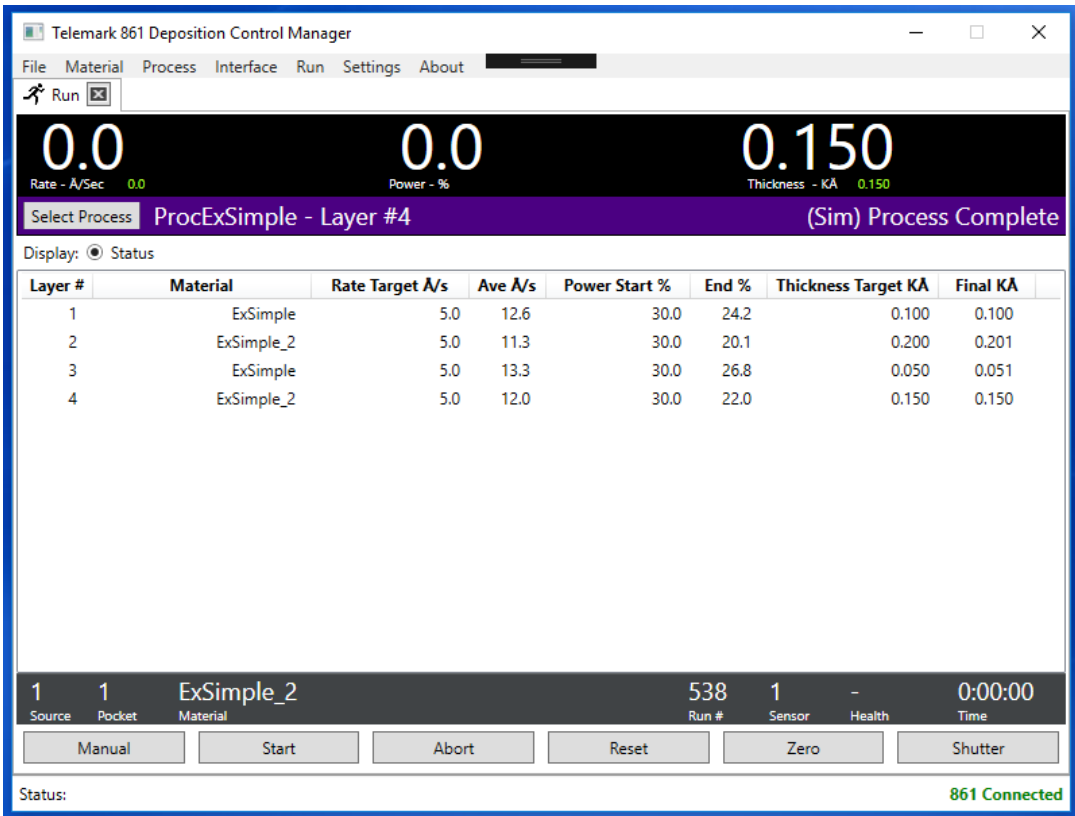 Telemark 861 Deposition Control Manager
File Material Process Interface Run Settings About
Run
0.0 0.0 0.150
Rate - Å/Sec 0.0 Power - % Thickness - KÅ 0.150
Select Process ProcExSimple - Layer #4 (Sim) Process Complete
Display: Status
Layer # Material Rate Target Å/s Ave Å/s Power Start % End % Thickness Target KÅ Final KÅ
1 ExSimple 5.0 12.6 30.0 24.2 0.100 0.100
2 ExSimple_2 5.0 11.3 30.0 20.1 0.200 0.201
3 ExSimple 5.0 13.3 30.0 26.8 0.050 0.051
4 ExSimple_2 5.0 12.0 30.0 22.0 0.150 0.150
1 1 ExSimple_2 538 1 - 0:00:00
Source Pocket Material Run # Sensor Health Time
Manual Start Abort Reset Zero Shutter
Status: 861 Connected